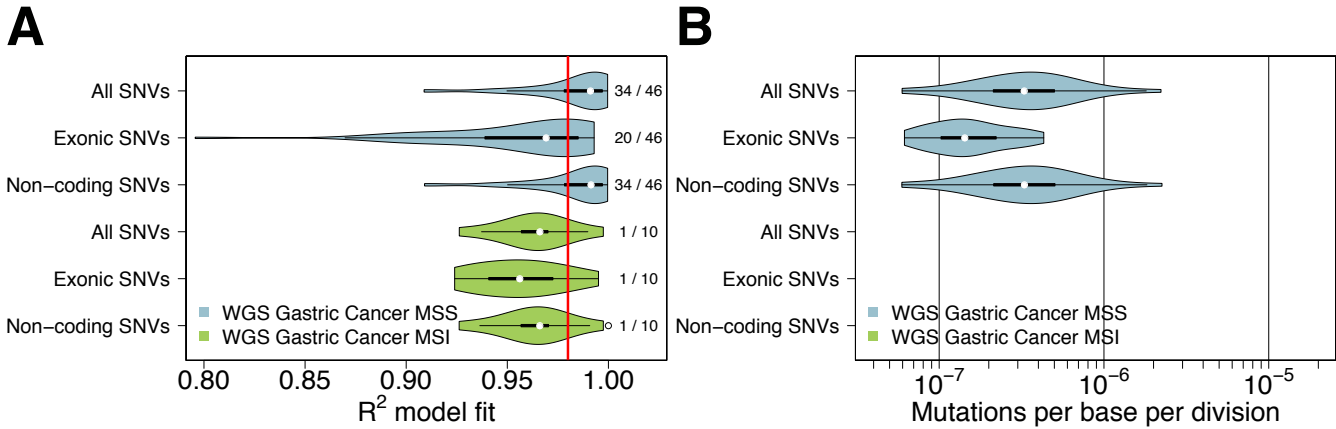 A
All SNVs
34 / 46
Exonic SNVs
20 / 46
Non−coding SNVs
34 / 46
All SNVs
1 / 10
Exonic SNVs
1 / 10
Non−coding SNVs
1 / 10
WGS Gastric Cancer MSS
WGS Gastric Cancer MSI
0.80 0.85 0.90 0.95 1.00
R² model fit
B
All SNVs
Exonic SNVs
Non−coding SNVs
All SNVs
Exonic SNVs
Non−coding SNVs
WGS Gastric Cancer MSS
WGS Gastric Cancer MSI
10⁻⁷ 10⁻⁶ 10⁻⁵
Mutations per base per division